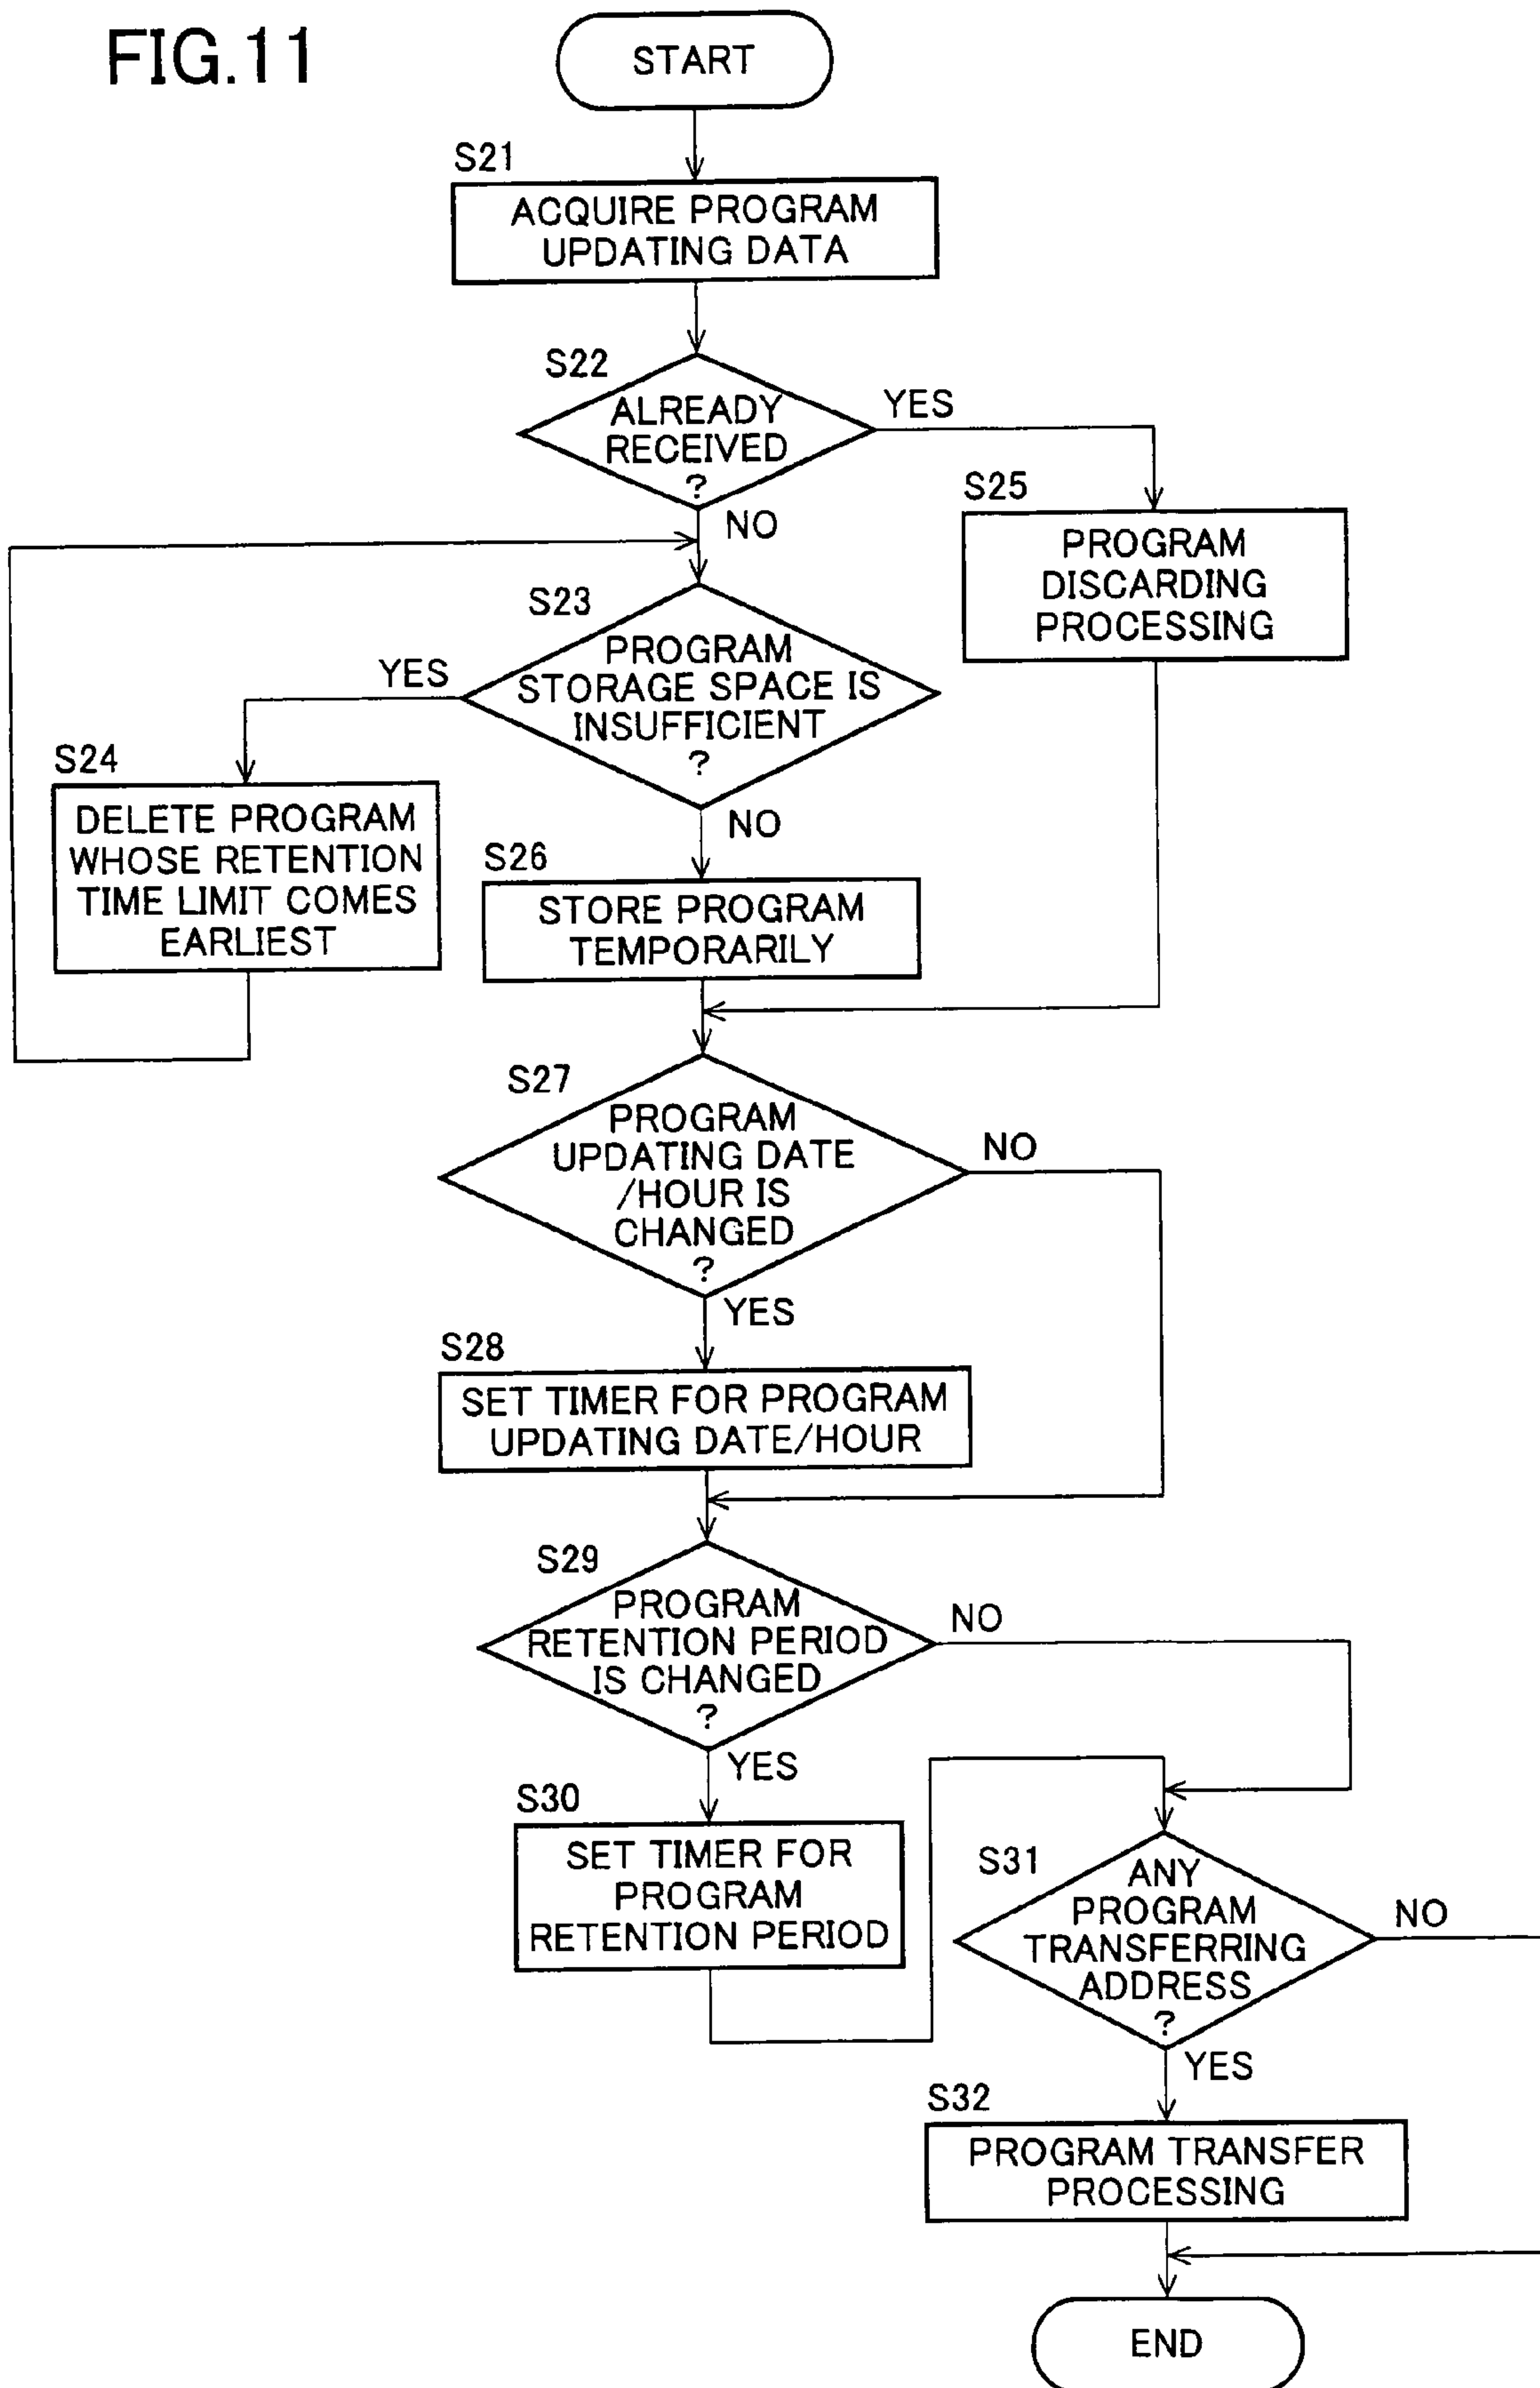 FIG.11
START
S21
ACQUIRE PROGRAM
UPDATING DATA
S22
ALREADY
RECEIVED
?
YES
NO
S25
PROGRAM
DISCARDING
PROCESSING
S23
PROGRAM
STORAGE SPACE IS
INSUFFICIENT
?
YES
NO
S24
DELETE PROGRAM
WHOSE RETENTION
TIME LIMIT COMES
EARLIEST
S26
STORE PROGRAM
TEMPORARILY
S27
PROGRAM
UPDATING DATE
/HOUR IS
CHANGED
?
NO
YES
S28
SET TIMER FOR PROGRAM
UPDATING DATE/HOUR
S29
PROGRAM
RETENTION PERIOD
IS CHANGED
?
NO
YES
S30
SET TIMER FOR
PROGRAM
RETENTION PERIOD
S31
ANY
PROGRAM
TRANSFERRING
ADDRESS
?
NO
YES
S32
PROGRAM TRANSFER
PROCESSING
END